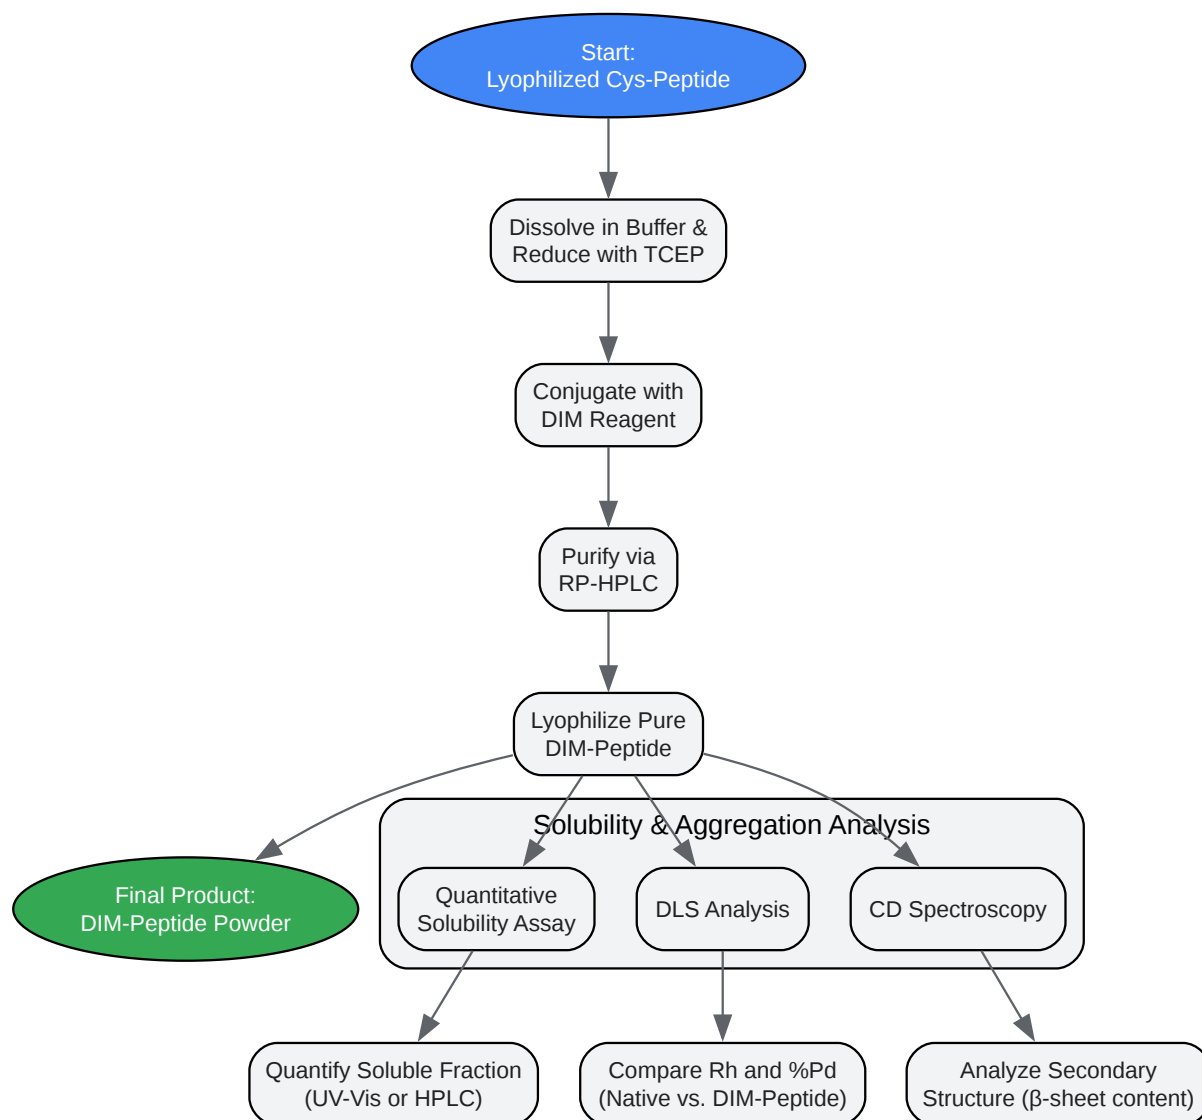 Start:
Lyophilized Cys-Peptide
Dissolve in Buffer &
Reduce with TCEP
Conjugate with
DIM Reagent
Purify via
RP-HPLC
Lyophilize Pure
DIM-Peptide
Solubility & Aggregation Analysis
Final Product:
DIM-Peptide Powder
Quantitative
Solubility Assay
DLS Analysis
CD Spectroscopy
Quantify Soluble Fraction
(UV-Vis or HPLC)
Compare Rh and %Pd
(Native vs. DIM-Peptide)
Analyze Secondary
Structure (β-sheet content)